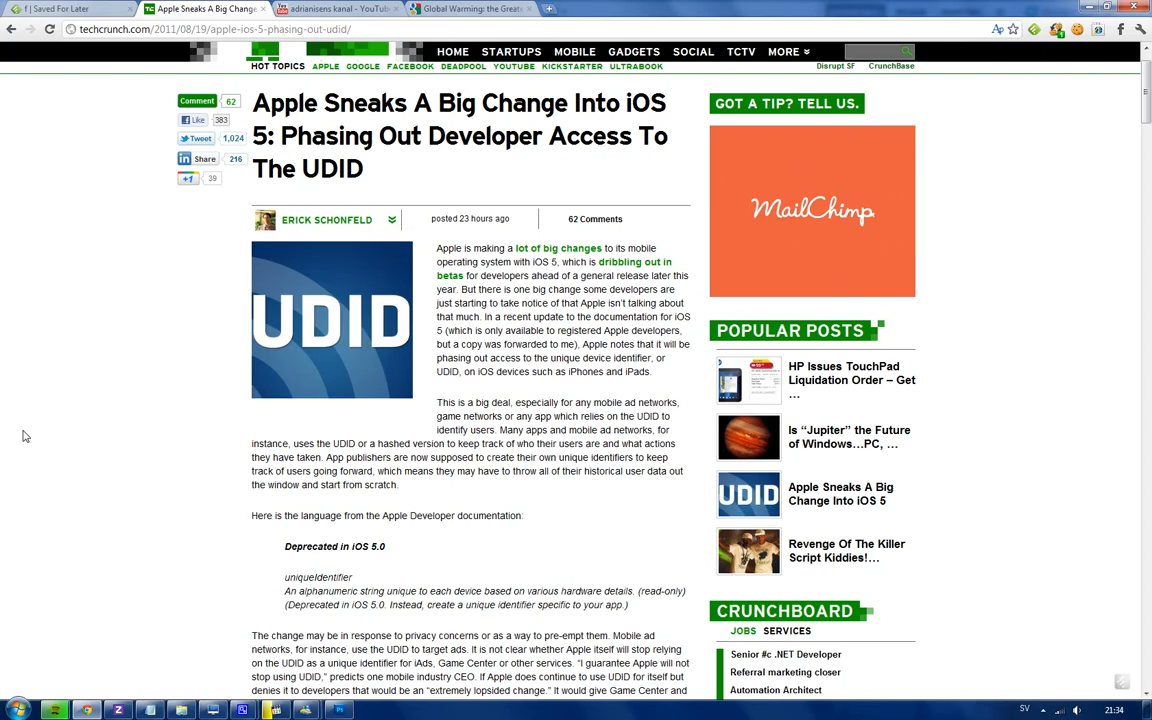 f | Saved For Later
Apple Sneaks A Big Change
adrianisens kanal - YouTube
Global Warming: the Greate
techcrunch.com/2011/08/19/apple-ios-5-phasing-out-udid/
HOME STARTUPS MOBILE GADGETS SOCIAL TCTV MORE
HOT TOPICS APPLE GOOGLE FACEBOOK DEADPOOL YOUTUBE KICKSTARTER ULTRABOOK
Disrupt SF CrunchBase
Comment 62
Like 383
Tweet 1,024
in Share 216
+1 39
Apple Sneaks A Big Change Into iOS
5: Phasing Out Developer Access To
The UDID
ERICK SCHONFELD
posted 23 hours ago
62 Comments
UDID
Apple is making a lot of big changes to its mobile
operating system with iOS 5, which is dribbling out in
betas for developers ahead of a general release later this
year. But there is one big change some developers are
just starting to take notice of that Apple isn't talking about
that much. In a recent update to the documentation for iOS
5 (which is only available to registered Apple developers,
but a copy was forwarded to me), Apple notes that it will be
phasing out access to the unique device identifier, or
UDID, on iOS devices such as iPhones and iPads.
This is a big deal, especially for any mobile ad networks,
game networks or any app which relies on the UDID to
identify users. Many apps and mobile ad networks, for
instance, uses the UDID or a hashed version to keep track of who their users are and what actions
they have taken. App publishers are now supposed to create their own unique identifiers to keep
track of users going forward, which means they may have to throw all of their historical user data out
the window and start from scratch.
Here is the language from the Apple Developer documentation:
Deprecated in iOS 5.0
uniqueIdentifier
An alphanumeric string unique to each device based on various hardware details. (read-only)
(Deprecated in iOS 5.0. Instead, create a unique identifier specific to your app.)
The change may be in response to privacy concerns or as a way to pre-empt them. Mobile ad
networks, for instance, use the UDID to target ads. It is not clear whether Apple itself will stop relying
on the UDID as a unique identifier for iAds, Game Center or other services. "I guarantee Apple will not
stop using UDID," predicts one mobile industry CEO. If Apple does continue to use UDID for itself but
denies it to developers that would be an "extremely lopsided change." It would give Game Center and
GOT A TIP? TELL US.
MailChimp
POPULAR POSTS
HP Issues TouchPad
Liquidation Order – Get
...
Is "Jupiter" the Future
of Windows…PC, ...
UDID
Apple Sneaks A Big
Change Into iOS 5
Revenge Of The Killer
Script Kiddies!…
CRUNCHBOARD
JOBS SERVICES
Senior #c .NET Developer
Referral marketing closer
Automation Architect
SV
21:34